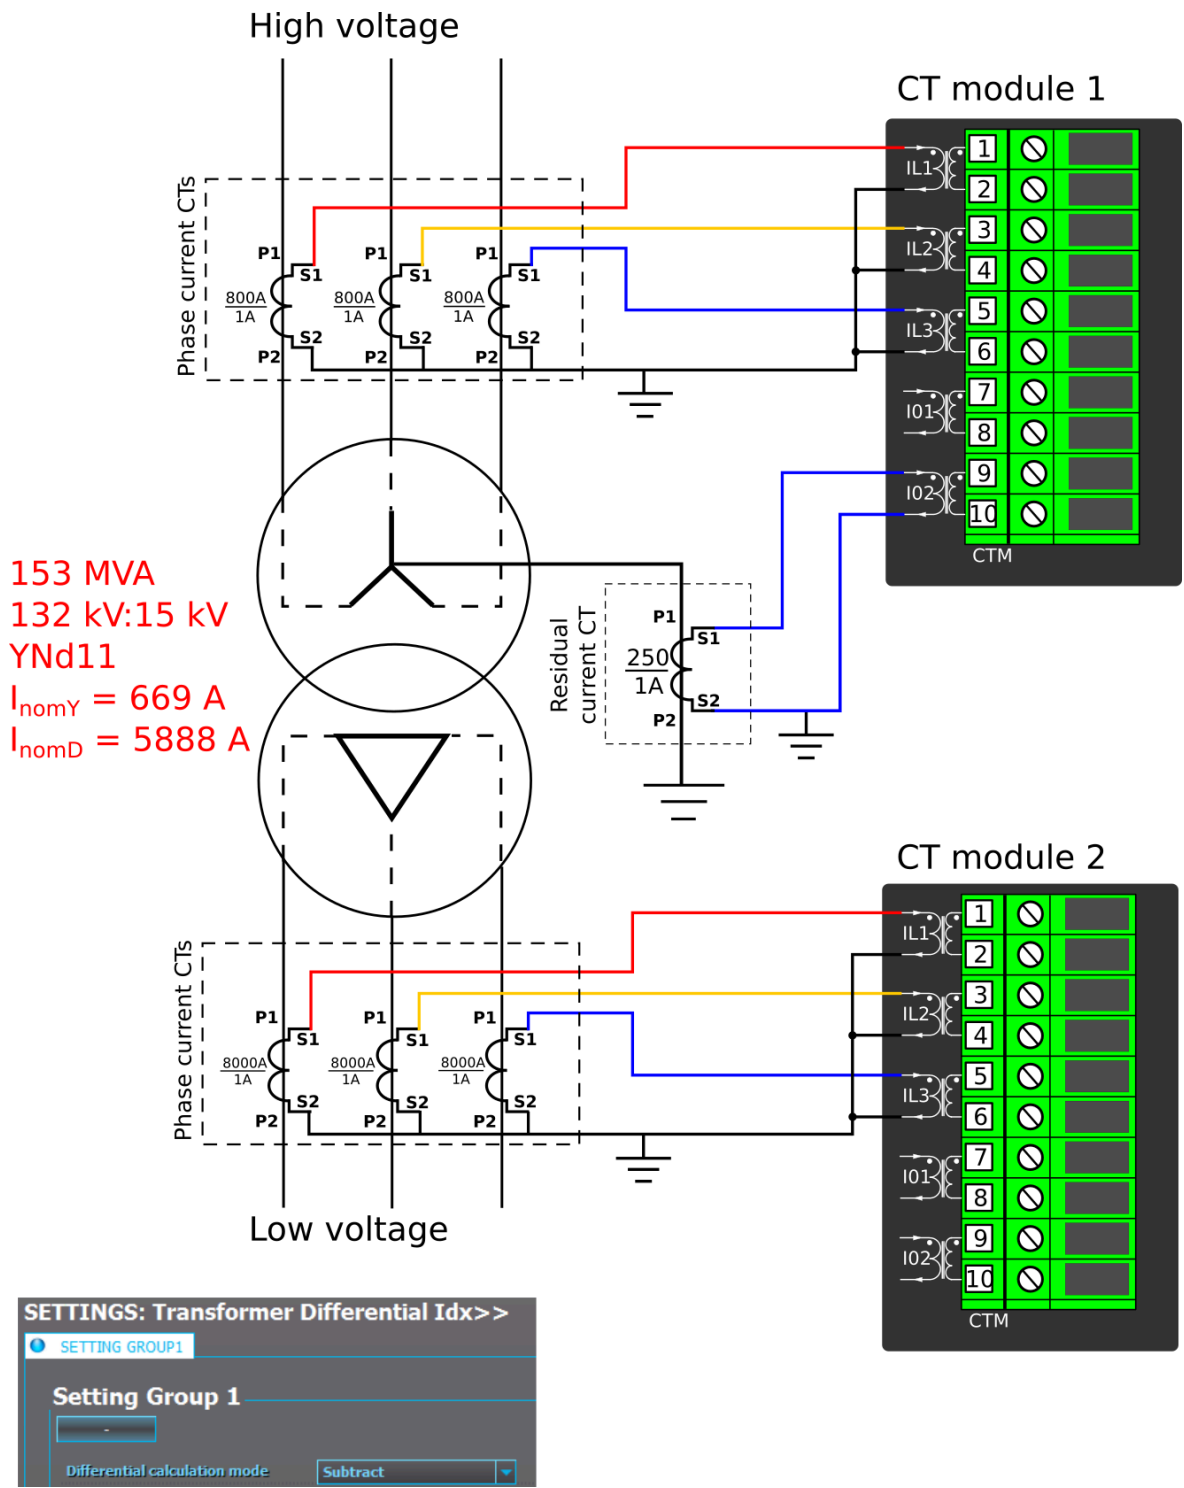 High voltage
CT module 1
Phase current CTs
P1 S1 P1 S1 P1 S1
800A
1A
800A
1A
800A
1A
S2 S2 S2
P2 P2 P2
IL1
1
2
IL2
3
4
IL3
5
6
I01
7
8
I02
9
10
CTM
153 MVA
132 kV:15 kV
YNd11
InomY = 669 A
InomD = 5888 A
Residual
current CT
P1
S1
250
1A
S2
P2
CT module 2
Phase current CTs
P1 S1 P1 S1 P1 S1
8000A
1A
8000A
1A
8000A
1A
S2 S2 S2
P2 P2 P2
IL1
1
2
IL2
3
4
IL3
5
6
I01
7
8
I02
9
10
CTM
Low voltage
SETTINGS: Transformer Differential Idx>>
SETTING GROUP1
Setting Group 1
-
Differential calculation mode Subtract